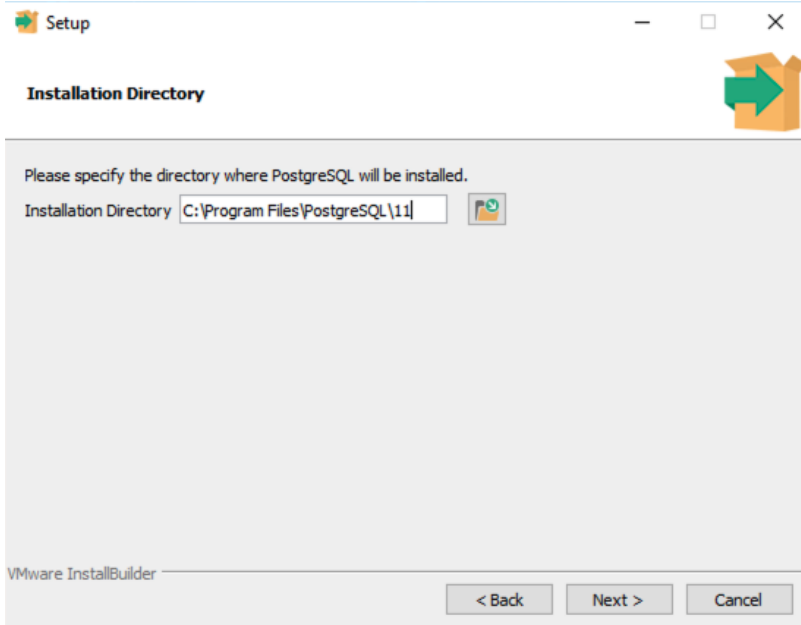 Setup
Installation Directory
Please specify the directory where PostgreSQL will be installed.
Installation Directory C:\Program Files\PostgreSQL\11
VMware InstallBuilder
< Back Next > Cancel